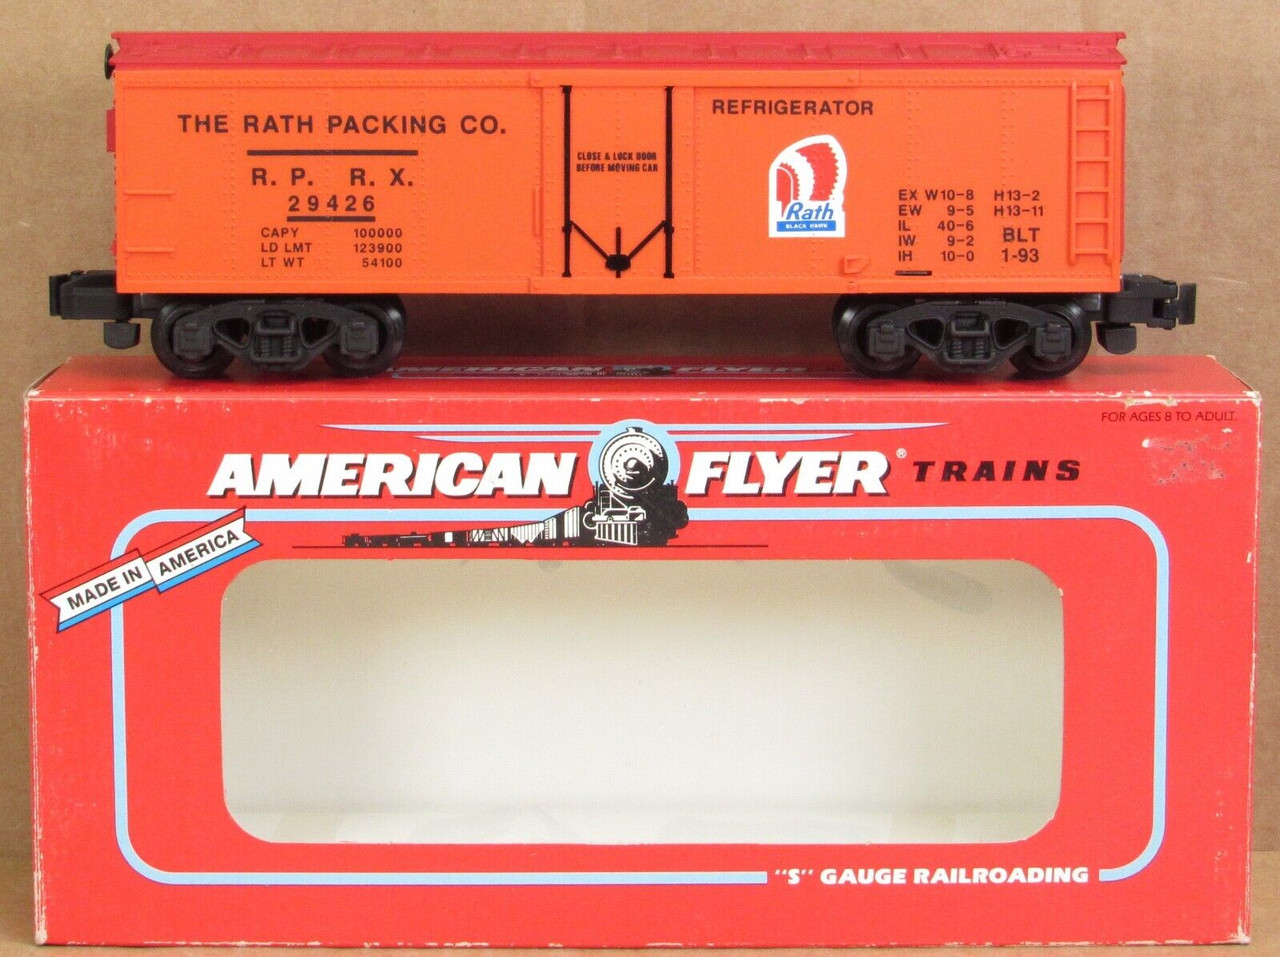 THE RATH PACKING CO.
R. P. R. X.
29426
CAPY 100000
LD LMT 123900
LT WT 54100
CLOSE & LOCK DOOR
BEFORE MOVING CAR
REFRIGERATOR
Rath
BLACK HAWK
EX W10-8 H13-2
EW 9-5 H13-11
IL 40-6
IW 9-2
IH 10-0
BLT
1-93
AMERICAN FLYER
FOR AGES 8 TO ADULT
AMERICAN FLYER® TRAINS
MADE IN AMERICA
"S" GAUGE RAILROADING